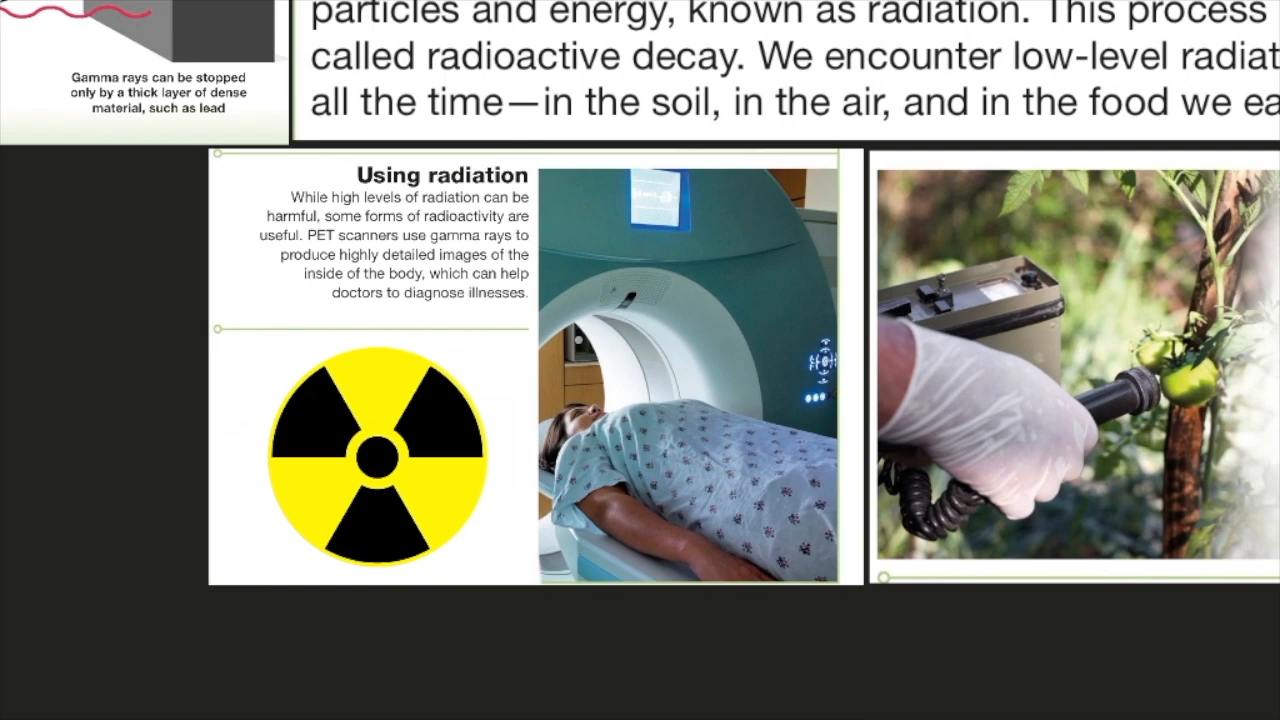 particles and energy, known as radiation. This process
called radioactive decay. We encounter low-level radiat
all the time—in the soil, in the air, and in the food we ea
Gamma rays can be stopped
only by a thick layer of dense
material, such as lead
Using radiation
While high levels of radiation can be
harmful, some forms of radioactivity are
useful. PET scanners use gamma rays to
produce highly detailed images of the
inside of the body, which can help
doctors to diagnose illnesses.